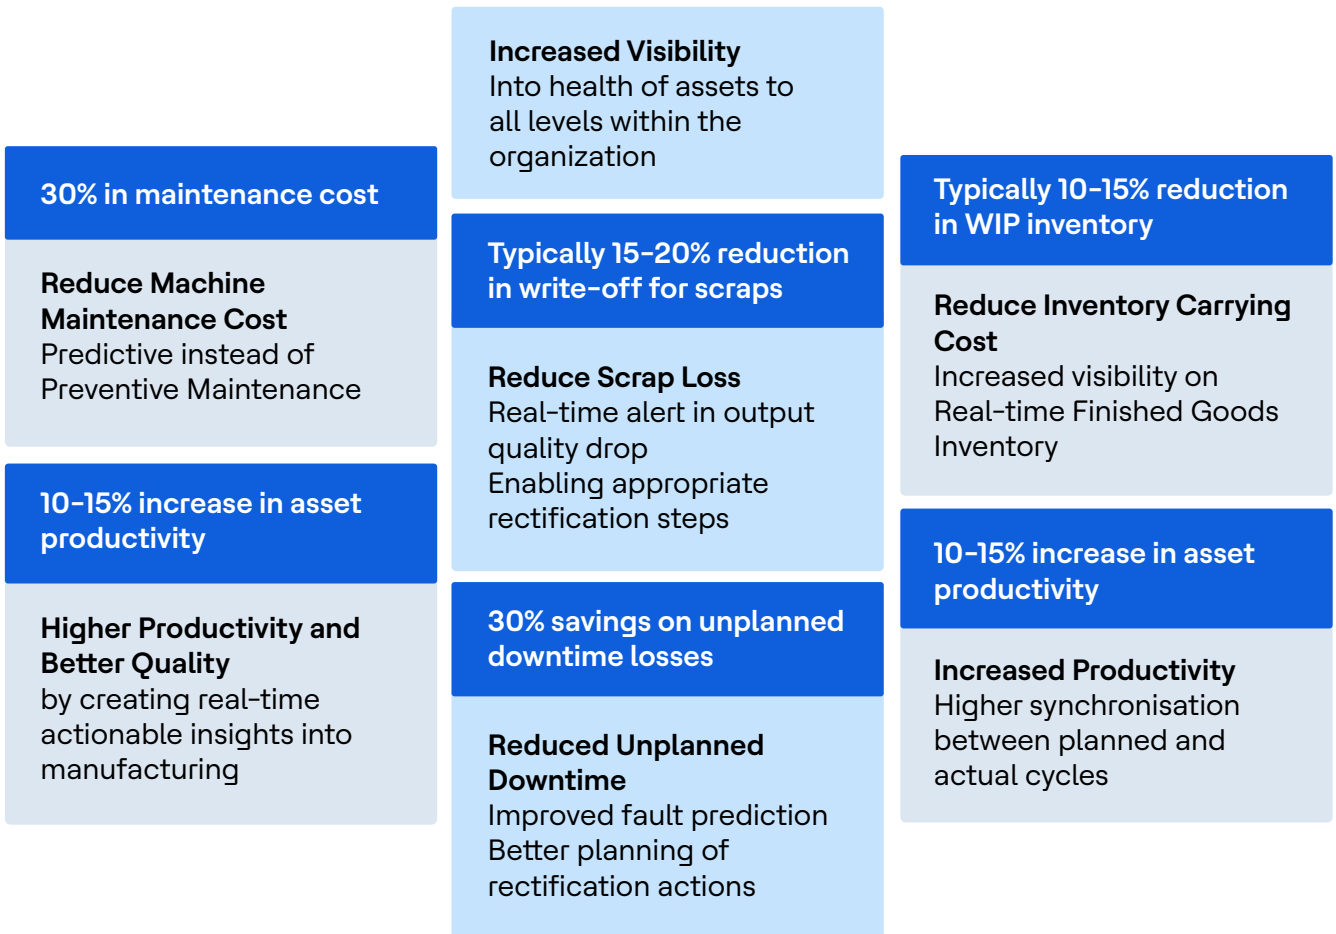 30% in maintenance cost
Reduce Machine
Maintenance Cost
Predictive instead of
Preventive Maintenance
10-15% increase in asset
productivity
Higher Productivity and
Better Quality
by creating real-time
actionable insights into
manufacturing
Increased Visibility
Into health of assets to
all levels within the
organization
Typically 15-20% reduction
in write-off for scraps
Reduce Scrap Loss
Real-time alert in output
quality drop
Enabling appropriate
rectification steps
30% savings on unplanned
downtime losses
Reduced Unplanned
Downtime
Improved fault prediction
Better planning of
rectification actions
Typically 10-15% reduction
in WIP inventory
Reduce Inventory Carrying
Cost
Increased visibility on
Real-time Finished Goods
Inventory
10-15% increase in asset
productivity
Increased Productivity
Higher synchronisation
between planned and
actual cycles